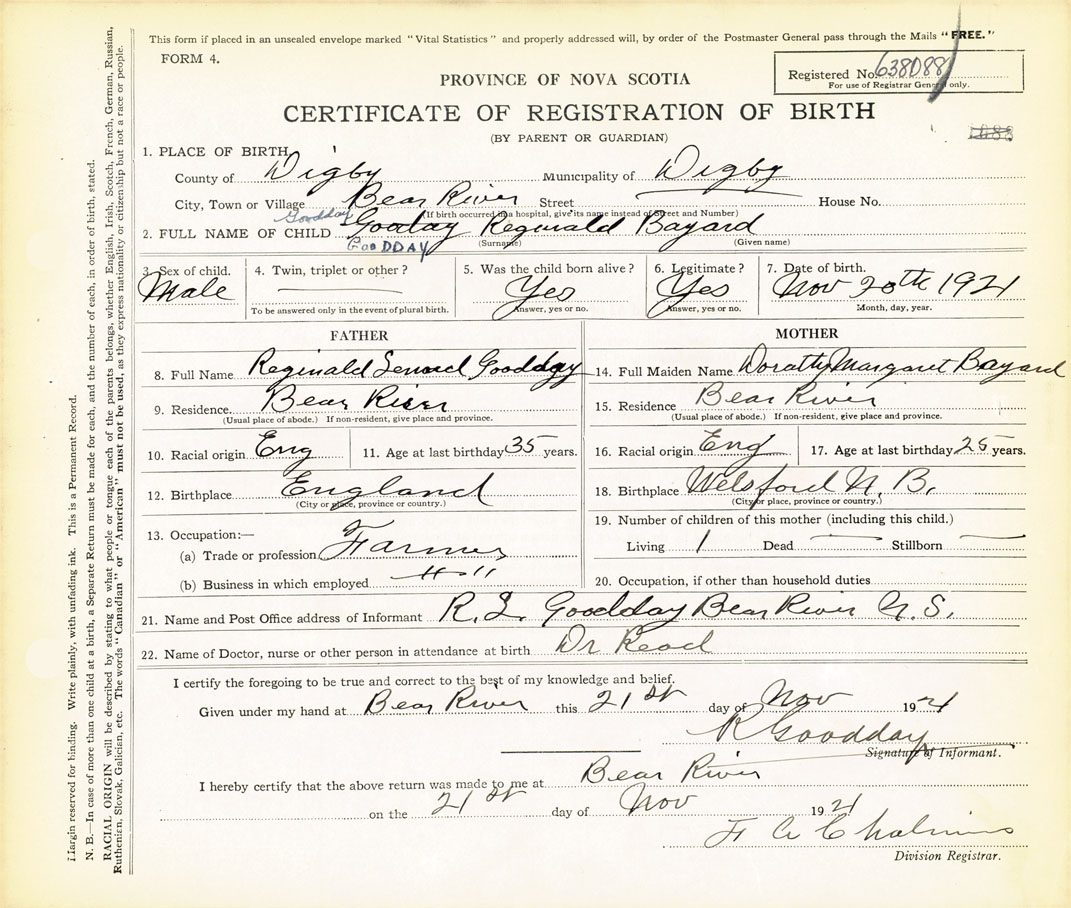 This form if placed in an unsealed envelope marked "Vital Statistics" and properly addressed will, by order of the Postmaster General pass through the Mails "FREE."
FORM 4.
Registered No. 638088
For use of Registrar General only.
PROVINCE OF NOVA SCOTIA
CERTIFICATE OF REGISTRATION OF BIRTH
(BY PARENT OR GUARDIAN)
1. PLACE OF BIRTH
County of Digby Municipality of Digby
City, Town or Village Bear River Street House No.
(If birth occurred in a hospital, give its name instead of Street and Number)
Goodday
2. FULL NAME OF CHILD Gooday Reginald Bayard
GOODDAY (Surname) (Given name)
3. Sex of child. 4. Twin, triplet or other? 5. Was the child born alive? 6. Legitimate? 7. Date of birth.
Male Yes Yes Nov 20th 1921
To be answered only in the event of plural birth. Answer, yes or no. Answer, yes or no. Month, day, year.
FATHER
8. Full Name Reginald Goodday
9. Residence. Bear River
(Usual place of abode.) If non-resident, give place and province.
10. Racial origin Eng 11. Age at last birthday 35 years.
12. Birthplace England
(City or place, province or country.)
13. Occupation:—
(a) Trade or profession Farmer
(b) Business in which employed " "
MOTHER
14. Full Maiden Name Dorothy Margaret Bayard
15. Residence Bear River
(Usual place of abode.) If non-resident, give place and province.
16. Racial origin Eng 17. Age at last birthday 25 years.
18. Birthplace Welsford N. B.
(City or place, province or country.)
19. Number of children of this mother (including this child.)
Living 1 Dead Stillborn
20. Occupation, if other than household duties
21. Name and Post Office address of Informant R. S. Goodday Bear River N. S.
22. Name of Doctor, nurse or other person in attendance at birth Dr Read
I certify the foregoing to be true and correct to the best of my knowledge and belief.
Given under my hand at Bear River this 21st day of Nov 1921
R Goodday
Signature of Informant.
I hereby certify that the above return was made to me at Bear River
on the 21st day of Nov 1921
F A Chalmers
Division Registrar.
Margin reserved for binding. Write plainly, with unfading ink. This is a Permanent Record.
N. B.—In case of more than one child at a birth, a Separate Return must be made for each, and the number of each, in order of birth, stated.
RACIAL ORIGIN will be described by stating to what people or tongue each of the parents belongs, whether English, Irish, Scotch, French, German, Russian,
Ruthenian, Slovak, Galician, etc. The words "Canadian" or "American" must not be used, as they express nationality or citizenship but not a race or people.